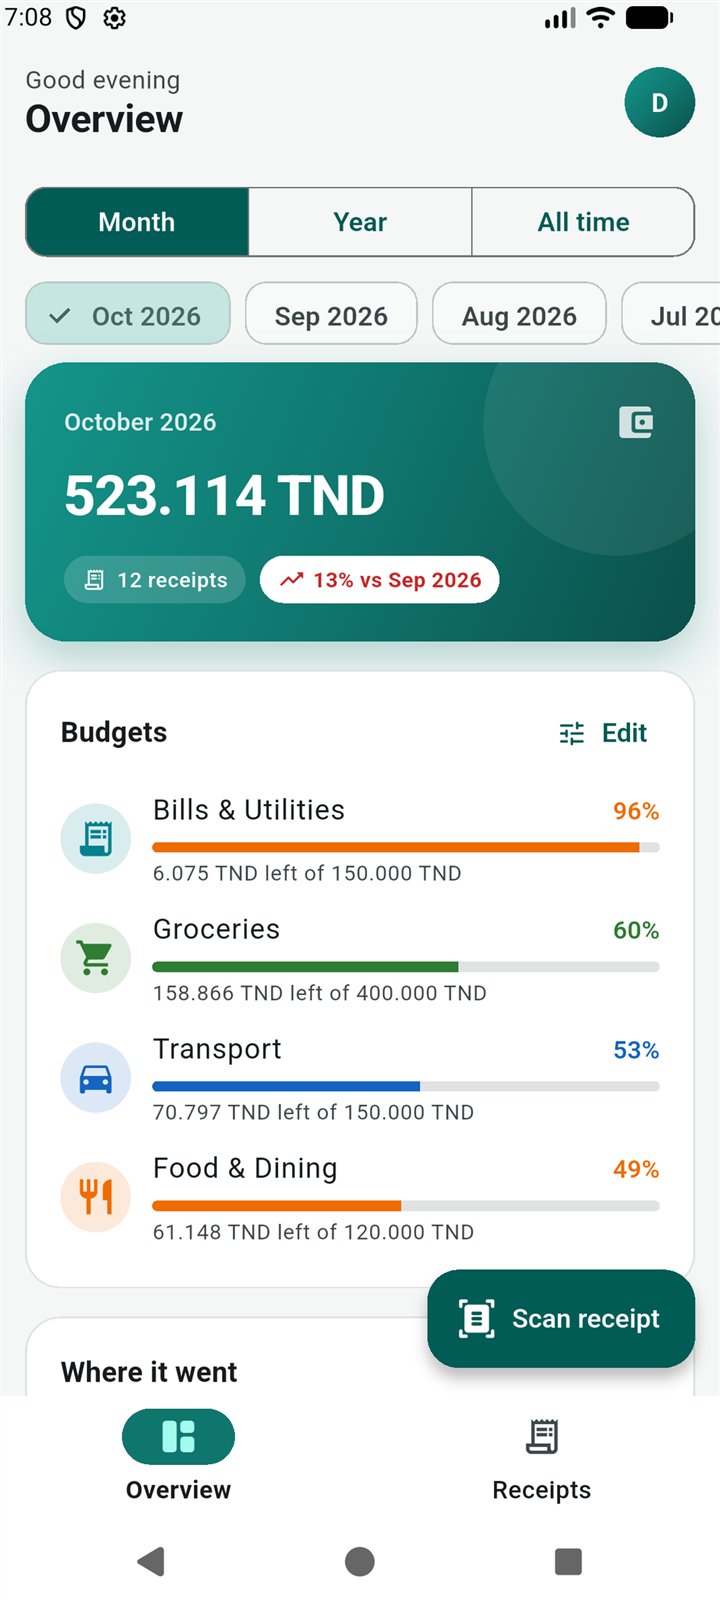 7:08
Good evening
Overview
D
Month
Year
All time
Oct 2026
Sep 2026
Aug 2026
Jul 20
October 2026
523.114 TND
12 receipts
13% vs Sep 2026
Budgets
Edit
Bills & Utilities
96%
6.075 TND left of 150.000 TND
Groceries
60%
158.866 TND left of 400.000 TND
Transport
53%
70.797 TND left of 150.000 TND
Food & Dining
49%
61.148 TND left of 120.000 TND
Scan receipt
Where it went
Overview
Receipts